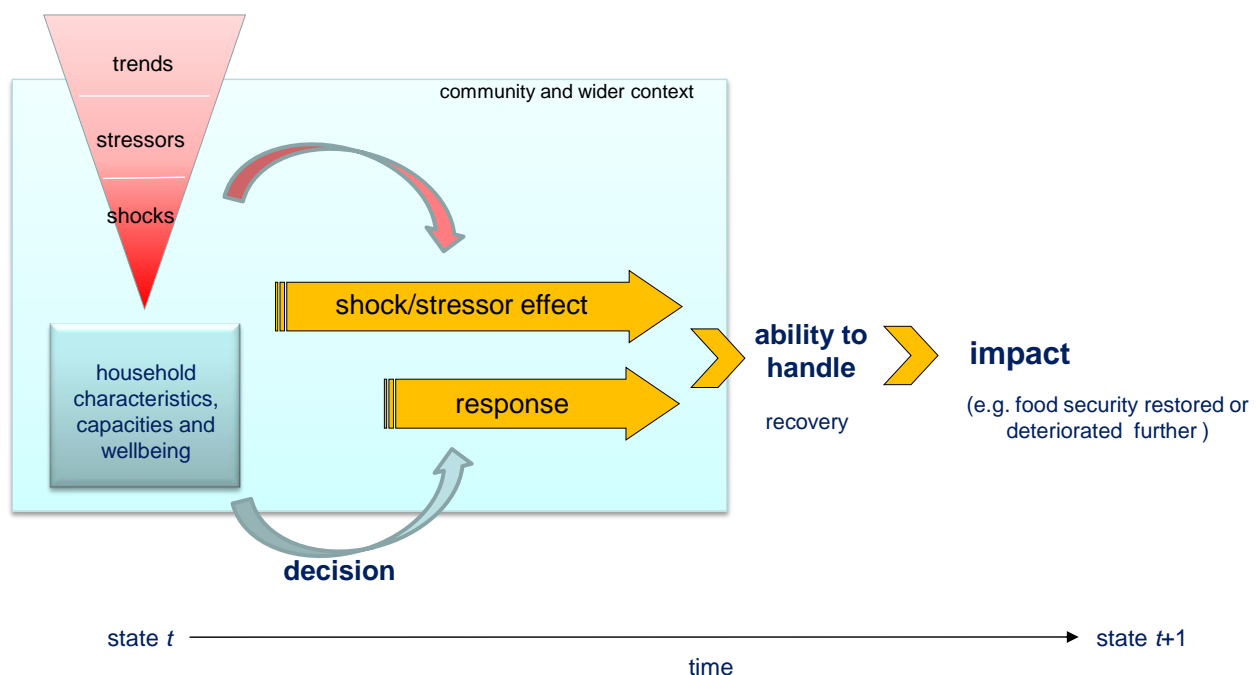 trends
community and wider context
stressors
shocks
shock/stressor effect
ability to
handle
recovery
impact
(e.g. food security restored or
deteriorated further )
household
characteristics,
capacities and
wellbeing
response
decision
state t
state t+1
time